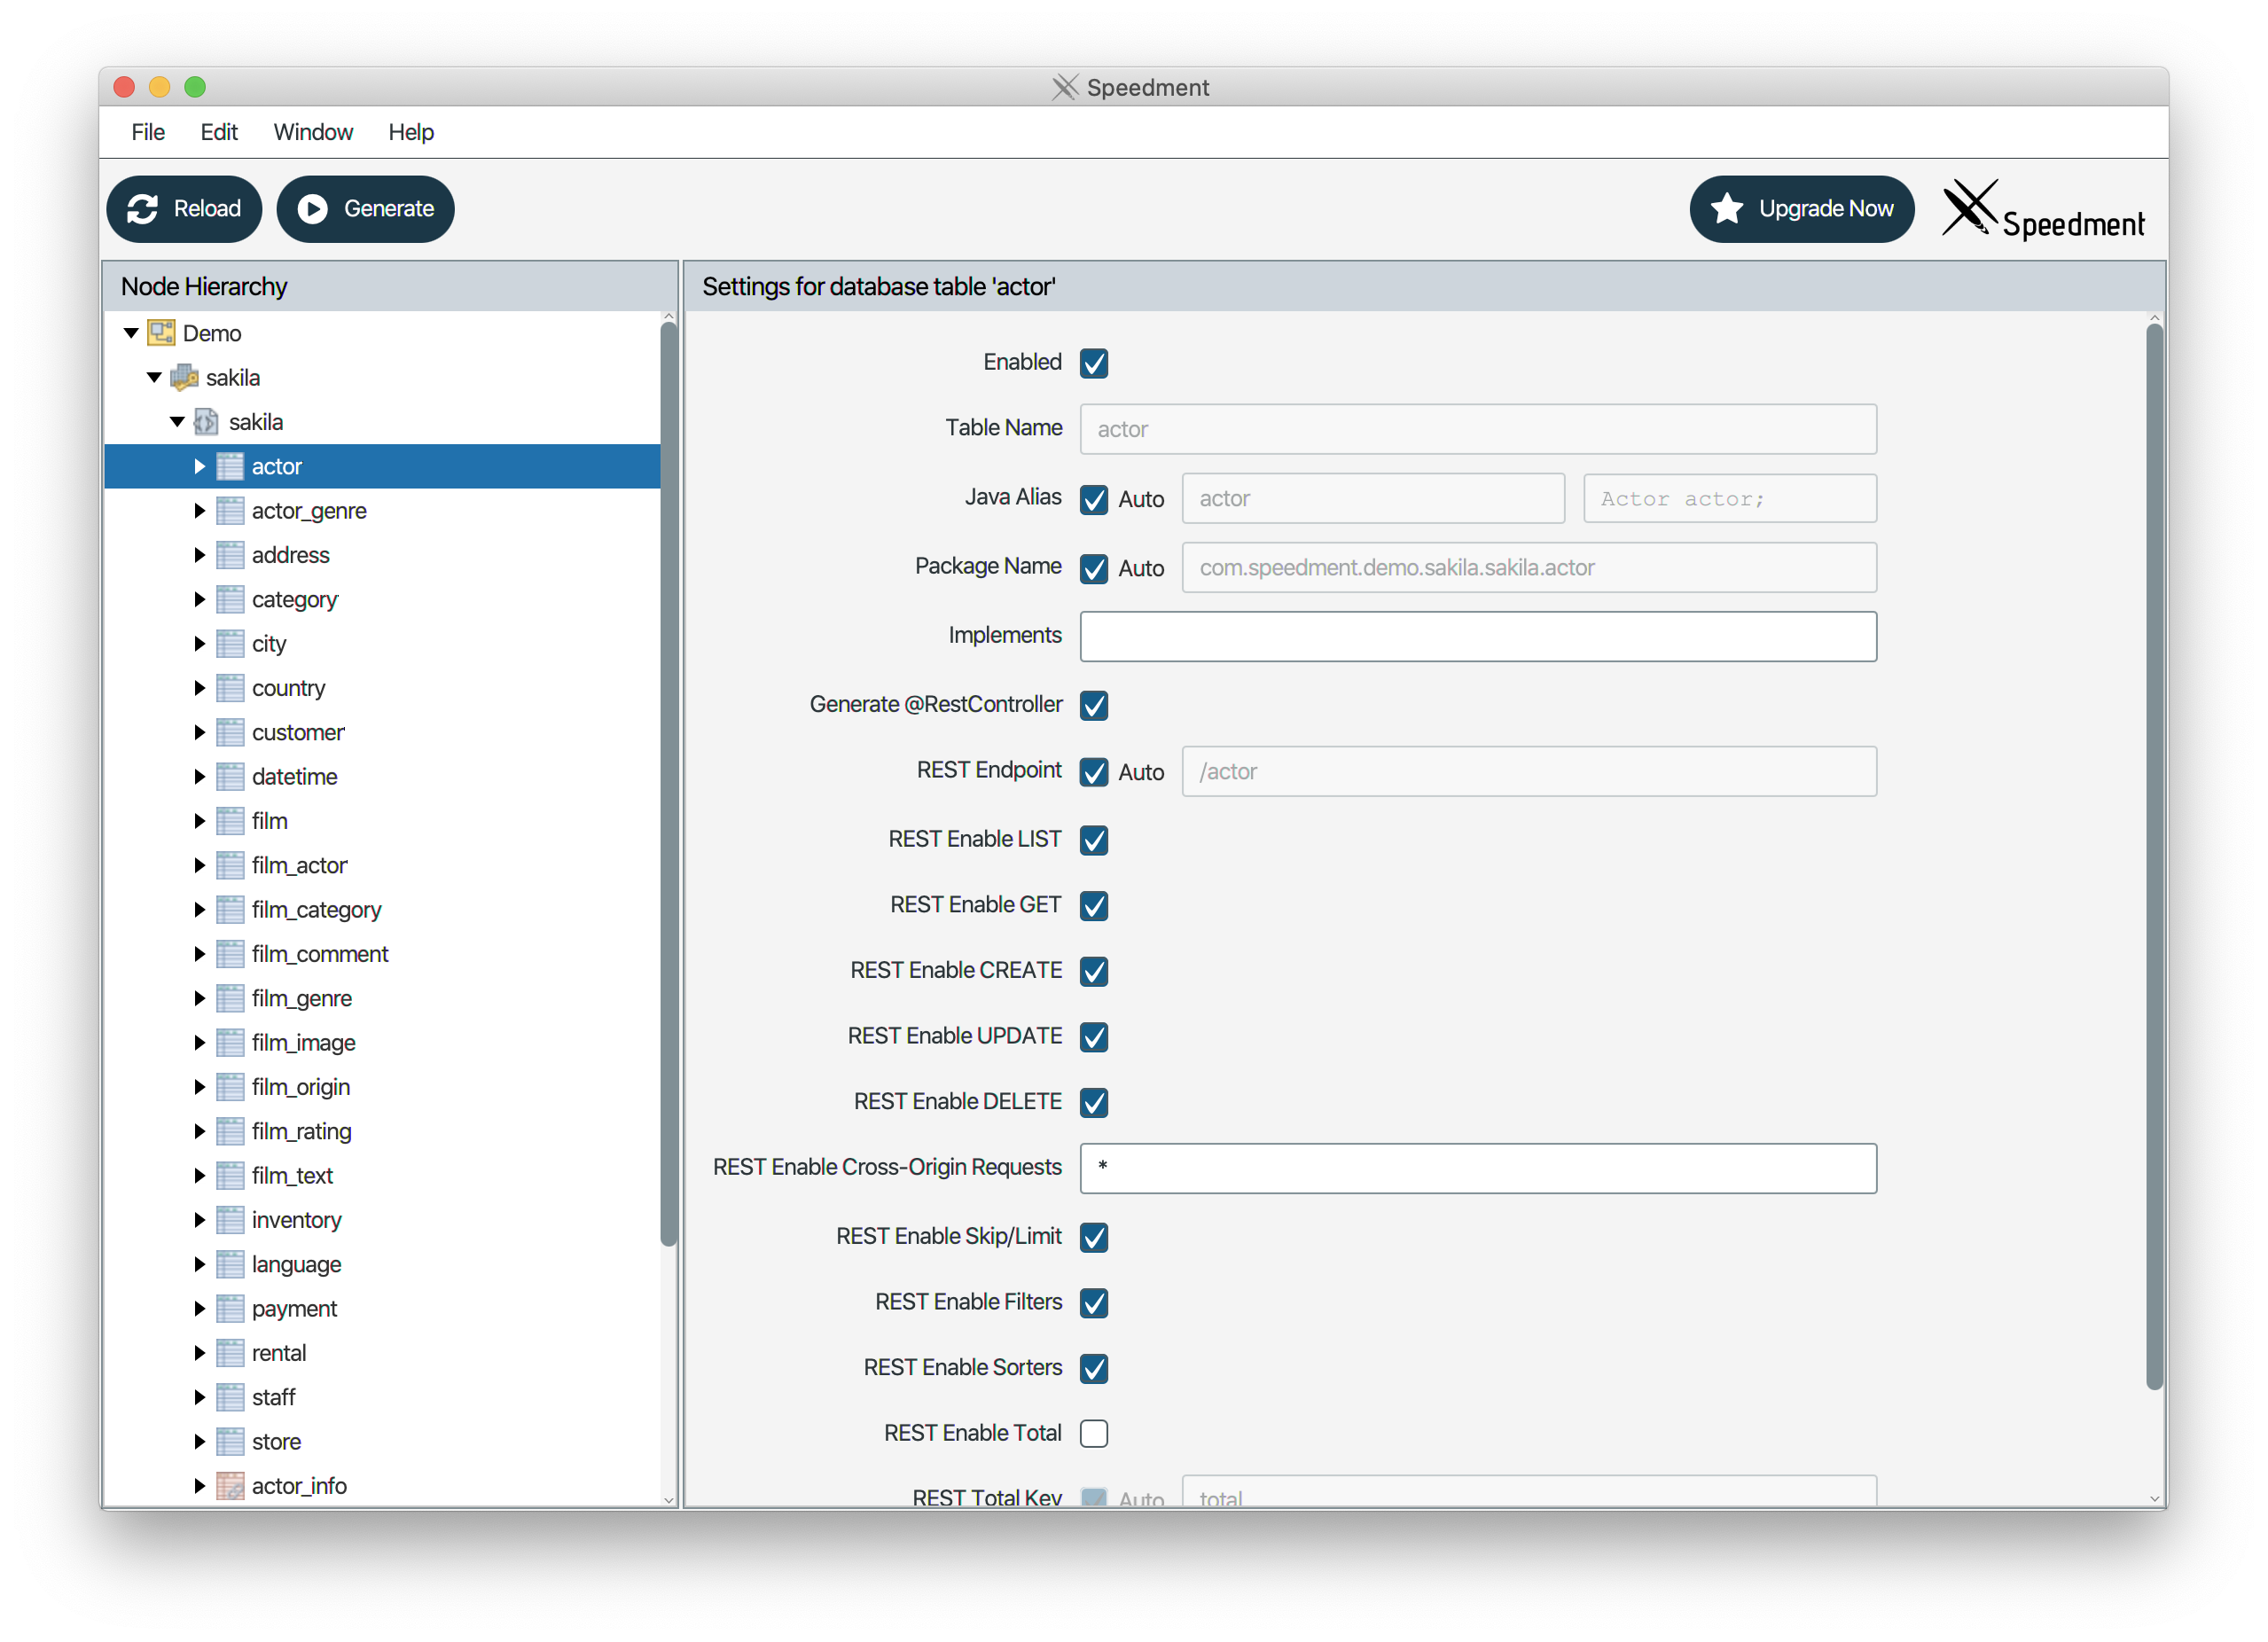 Speedment
File Edit Window Help
Reload Generate Upgrade Now Speedment
Node Hierarchy
Demo
sakila
sakila
actor
actor_genre
address
category
city
country
customer
datetime
film
film_actor
film_category
film_comment
film_genre
film_image
film_origin
film_rating
film_text
inventory
language
payment
rental
staff
store
actor_info
Settings for database table 'actor'
Enabled
Table Name actor
Java Alias Auto actor Actor actor;
Package Name Auto com.speedment.demo.sakila.sakila.actor
Implements
Generate @RestController
REST Endpoint Auto /actor
REST Enable LIST
REST Enable GET
REST Enable CREATE
REST Enable UPDATE
REST Enable DELETE
REST Enable Cross-Origin Requests *
REST Enable Skip/Limit
REST Enable Filters
REST Enable Sorters
REST Enable Total
REST Total Key Auto total